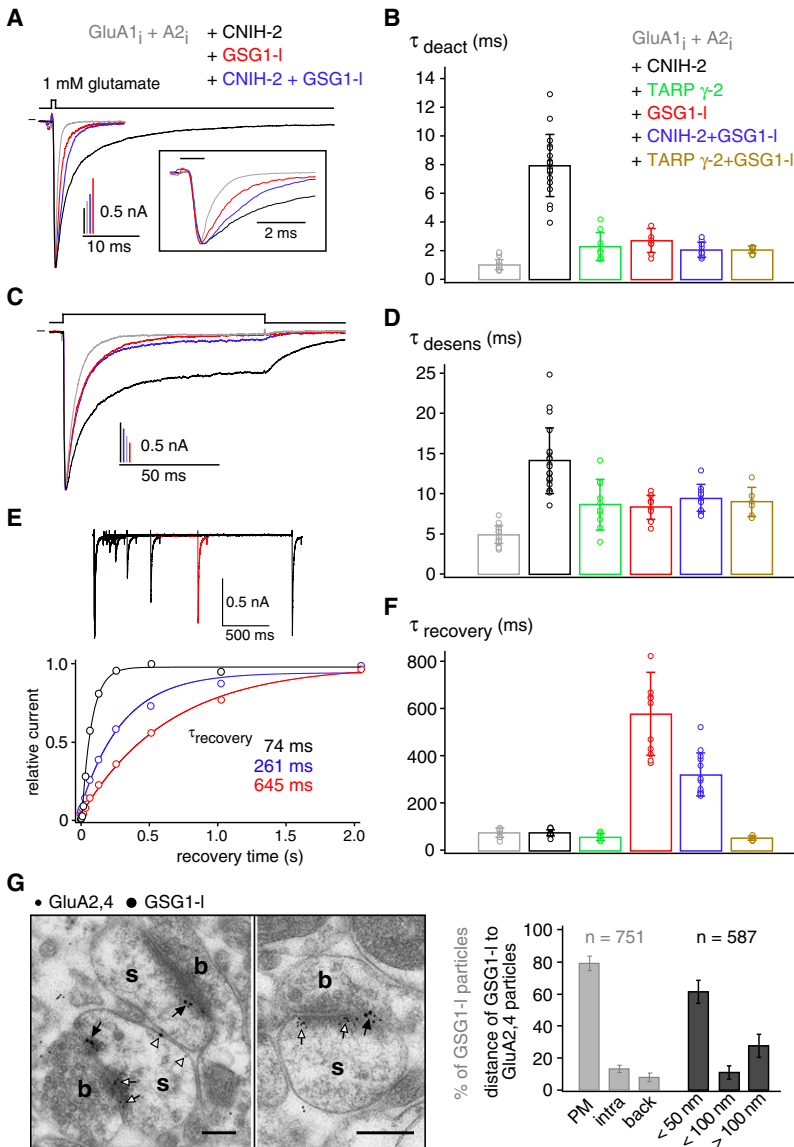 A
GluA1i + A2i
+ CNIH-2
+ GSG1-l
+ CNIH-2 + GSG1-l
1 mM glutamate
0.5 nA
10 ms
2 ms
B
τ deact (ms)
GluA1i + A2i
+ CNIH-2
+ TARP γ-2
+ GSG1-l
+ CNIH-2+GSG1-l
+ TARP γ-2+GSG1-l
14
12
10
8
6
4
2
0
C
0.5 nA
50 ms
D
τ desens (ms)
25
20
15
10
5
0
E
0.5 nA
500 ms
relative current
1.0
0.5
0
τrecovery
74 ms
261 ms
645 ms
0 0.5 1.0 1.5 2.0
recovery time (s)
F
τ recovery (ms)
800
600
400
200
0
G
GluA2,4 GSG1-l
s
b
b
s
b
s
% of GSG1-l particles
distance of GSG1-l to
GluA2,4 particles
100
80
60
40
20
0
n = 751
n = 587
PM
intra
back
< 50 nm
< 100 nm
> 100 nm